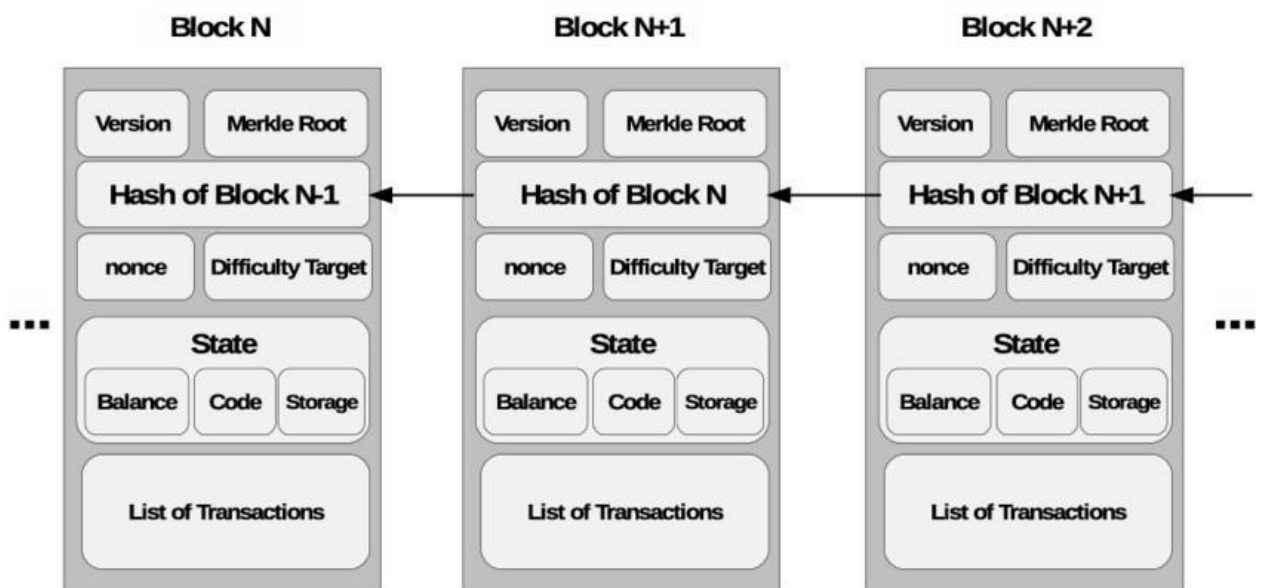 Block N
Block N+1
Block N+2
Version
Merkle Root
Version
Merkle Root
Version
Merkle Root
Hash of Block N-1
Hash of Block N
Hash of Block N+1
nonce
Difficulty Target
nonce
Difficulty Target
nonce
Difficulty Target
...
...
State
State
State
Balance
Code
Storage
Balance
Code
Storage
Balance
Code
Storage
List of Transactions
List of Transactions
List of Transactions